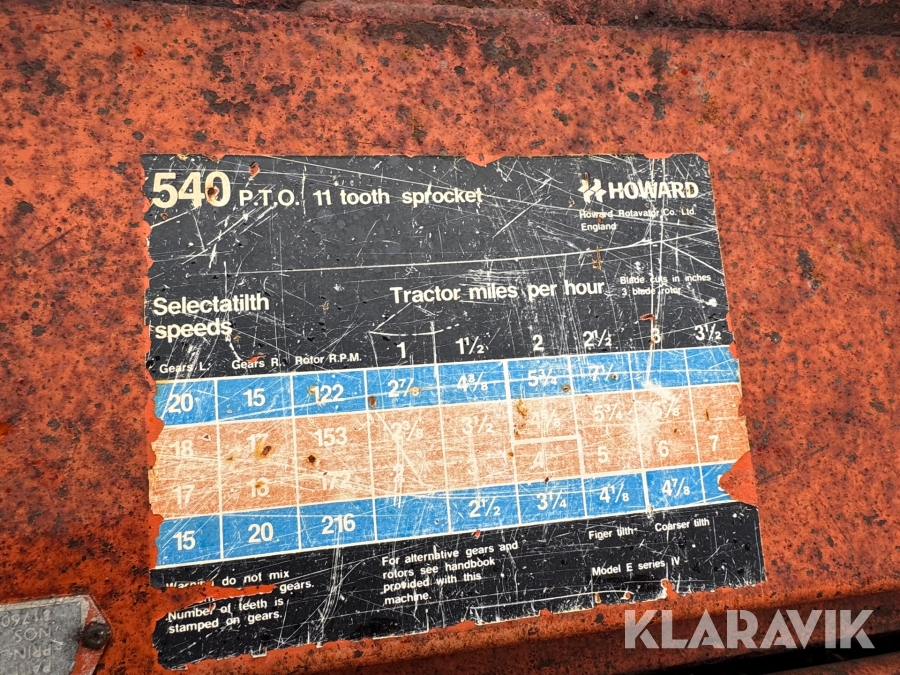 540 P.T.O. 11 tooth sprocket
HOWARD
Howard Rotavator Co. Ltd.
England
Selectatilth
speeds
Tractor miles per hour
Blade cuts in inches
3 blade rotor
Gears L. Gears R. Rotor R.P.M. 1 1½ 2 2½ 3 3½
20 15 122 2⅞ 4⅜ 5¾
18 17 153 3½ 5¾
17 18 177 3 4 5 6 7
15 20 216 2½ 3¼ 4⅛ 4⅞
Figer tilth Coarser tilth
do not mix
gears.
Number of teeth is
stamped on gears.
For alternative gears and
rotors see handbook
provided with this
machine.
Model E series IV
KLARAVIK